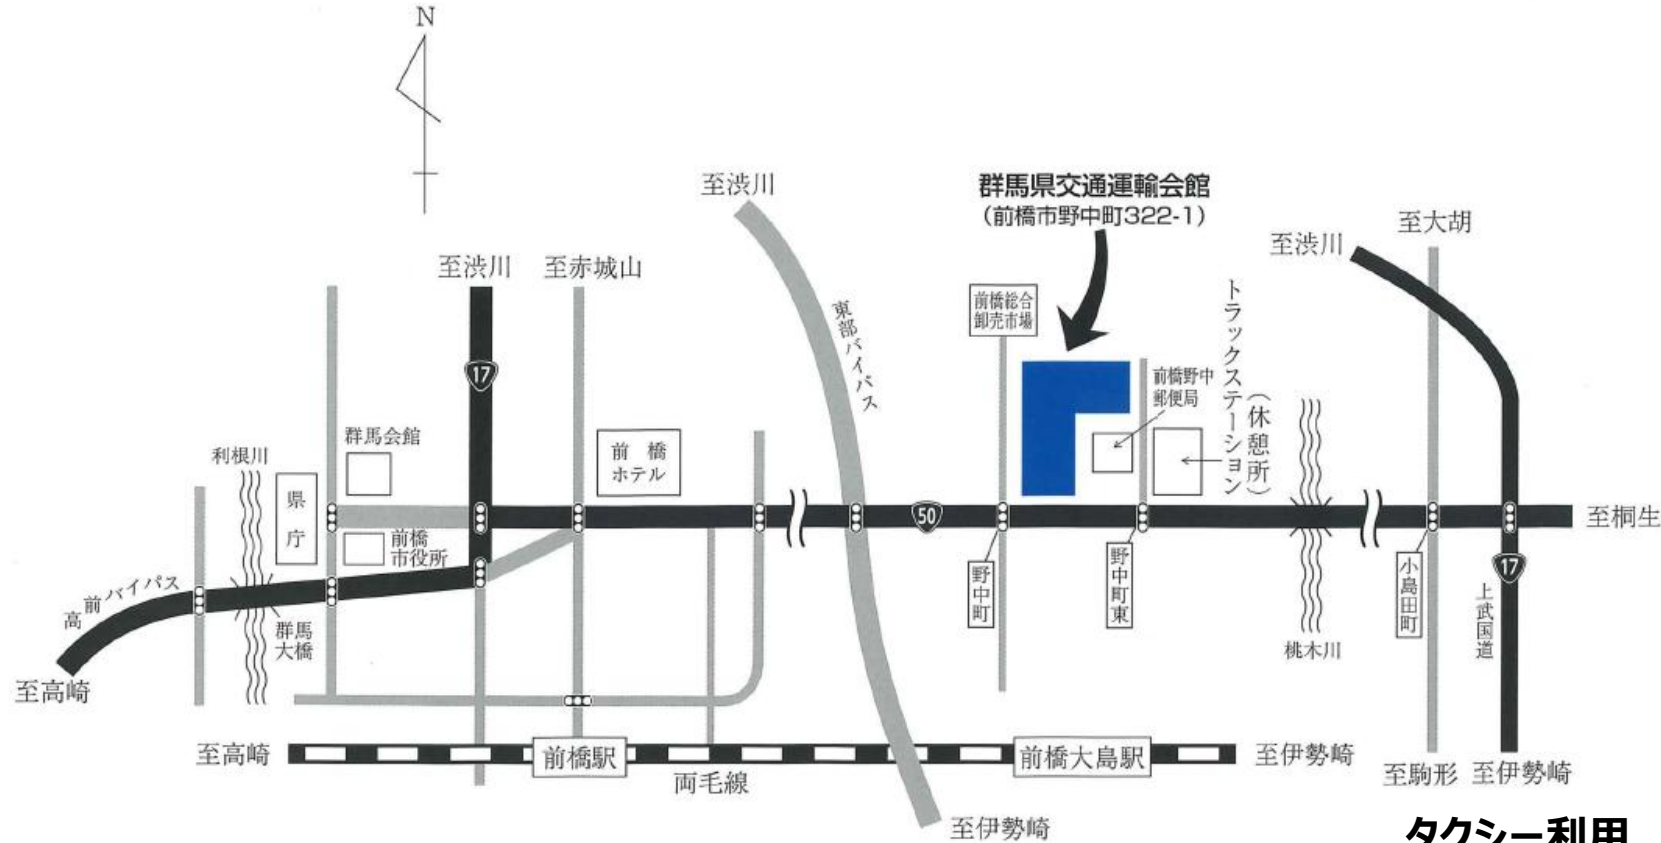 N
至渋川
群馬県交通運輸会館
(前橋市野中町322-1)
至大胡
至渋川
至渋川
至赤城山
前橋総合
卸売市場
トラックステーション
(休憩所)
東部バイパス
17
前橋野中
郵便局
群馬会館
前橋
ホテル
利根川
県庁
50
至桐生
前橋
市役所
野中町
野中町東
小島田町
17
上武国道
高前バイパス
群馬
大橋
桃木川
至高崎
至高崎
前橋駅
両毛線
前橋大島駅
至伊勢崎
至駒形
至伊勢崎
至伊勢崎
タクシー利用